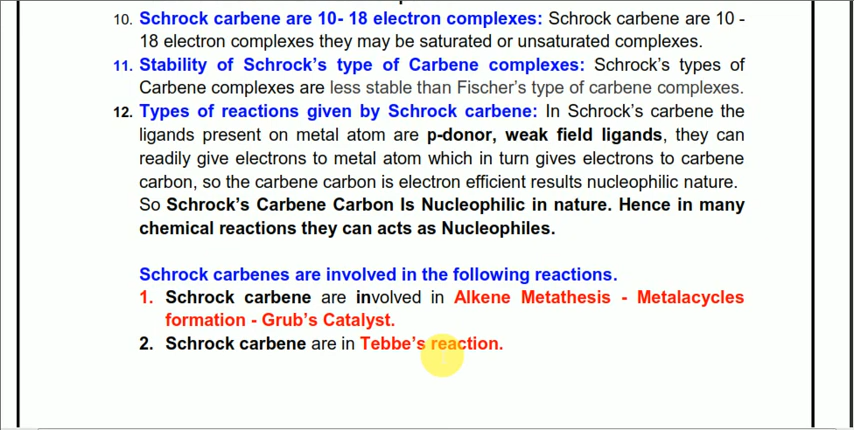 10. Schrock carbene are 10- 18 electron complexes: Schrock carbene are 10 -
18 electron complexes they may be saturated or unsaturated complexes.
11. Stability of Schrock's type of Carbene complexes: Schrock's types of
Carbene complexes are less stable than Fischer's type of carbene complexes.
12. Types of reactions given by Schrock carbene: In Schrock's carbene the
ligands present on metal atom are p-donor, weak field ligands, they can
readily give electrons to metal atom which in turn gives electrons to carbene
carbon, so the carbene carbon is electron efficient results nucleophilic nature.
So Schrock's Carbene Carbon Is Nucleophilic in nature. Hence in many
chemical reactions they can acts as Nucleophiles.
Schrock carbenes are involved in the following reactions.
1. Schrock carbene are involved in Alkene Metathesis - Metalacycles
formation - Grub's Catalyst.
2. Schrock carbene are in Tebbe's reaction.